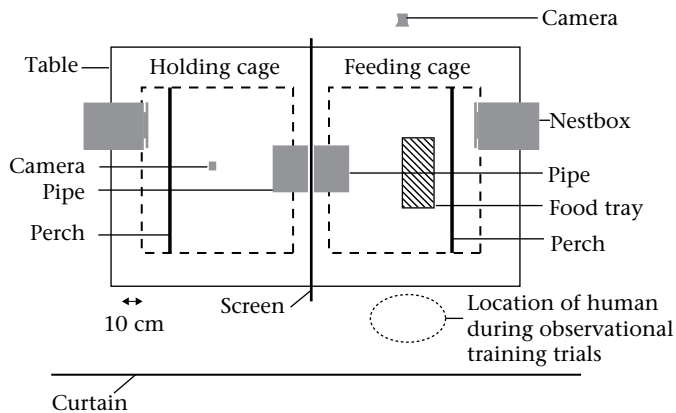 Camera
Table
Holding cage
Feeding cage
Nestbox
Camera
Pipe
Pipe
Food tray
Perch
Perch
Screen
10 cm
Location of human
during observational
training trials
Curtain